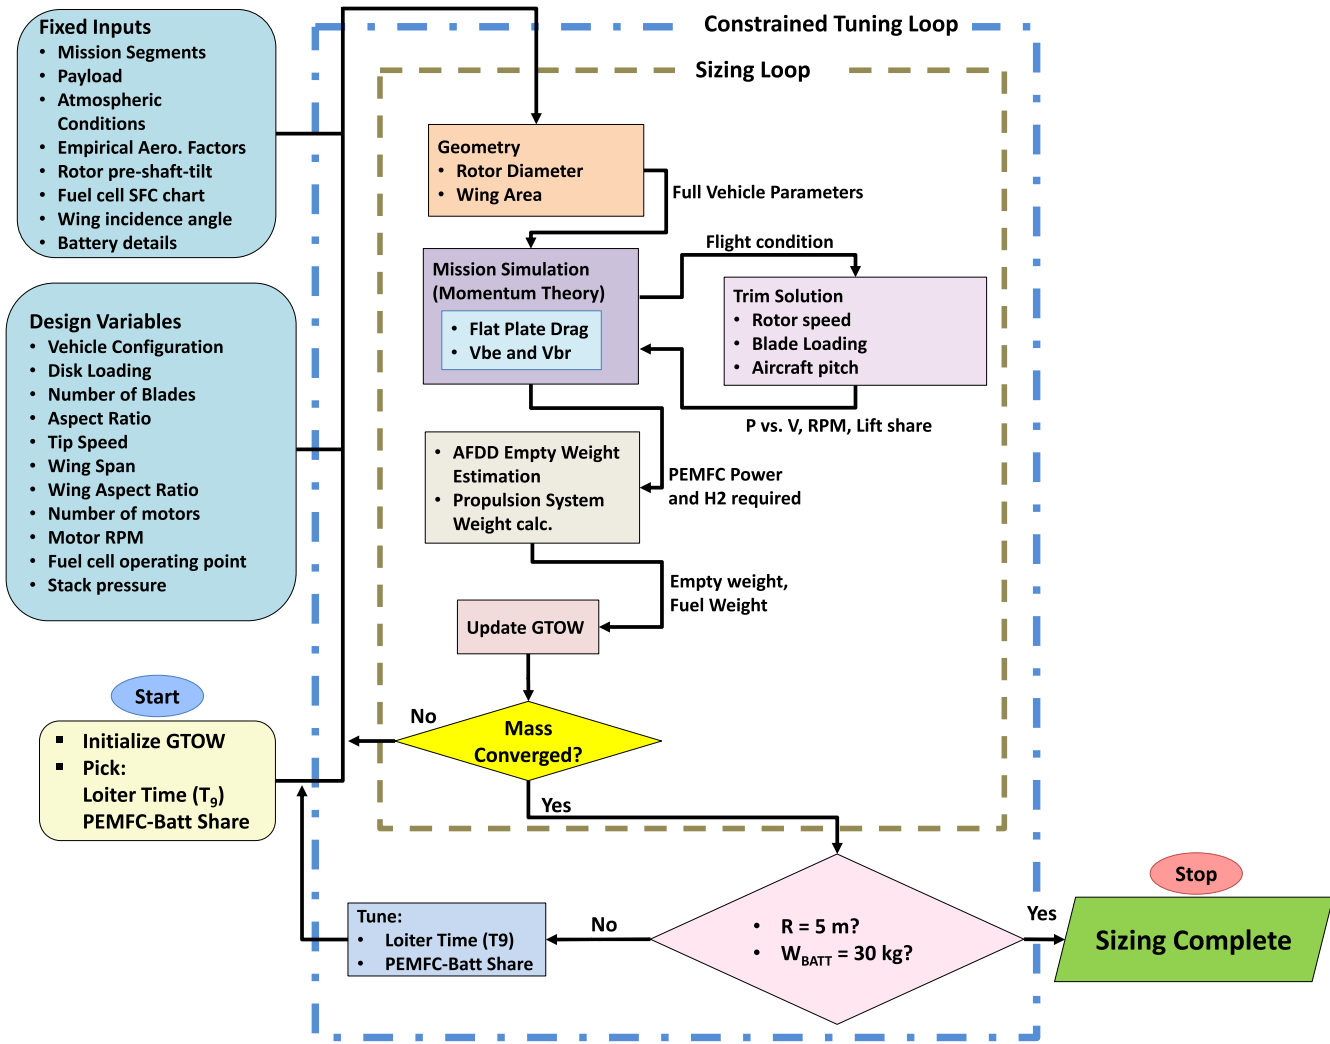 Fixed Inputs
• Mission Segments
• Payload
• Atmospheric
Conditions
• Empirical Aero. Factors
• Rotor pre-shaft-tilt
• Fuel cell SFC chart
• Wing incidence angle
• Battery details
Design Variables
• Vehicle Configuration
• Disk Loading
• Number of Blades
• Aspect Ratio
• Tip Speed
• Wing Span
• Wing Aspect Ratio
• Number of motors
• Motor RPM
• Fuel cell operating point
• Stack pressure
Start
▪ Initialize GTOW
▪ Pick:
Loiter Time (T₉)
PEMFC-Batt Share
Constrained Tuning Loop
Sizing Loop
Geometry
• Rotor Diameter
• Wing Area
Full Vehicle Parameters
Mission Simulation
(Momentum Theory)
• Flat Plate Drag
• Vbe and Vbr
Flight condition
Trim Solution
• Rotor speed
• Blade Loading
• Aircraft pitch
P vs. V, RPM, Lift share
• AFDD Empty Weight
Estimation
• Propulsion System
Weight calc.
PEMFC Power
and H2 required
Empty weight,
Fuel Weight
Update GTOW
No
Mass
Converged?
Yes
• R = 5 m?
• W_BATT = 30 kg?
No
Tune:
• Loiter Time (T9)
• PEMFC-Batt Share
Yes
Stop
Sizing Complete